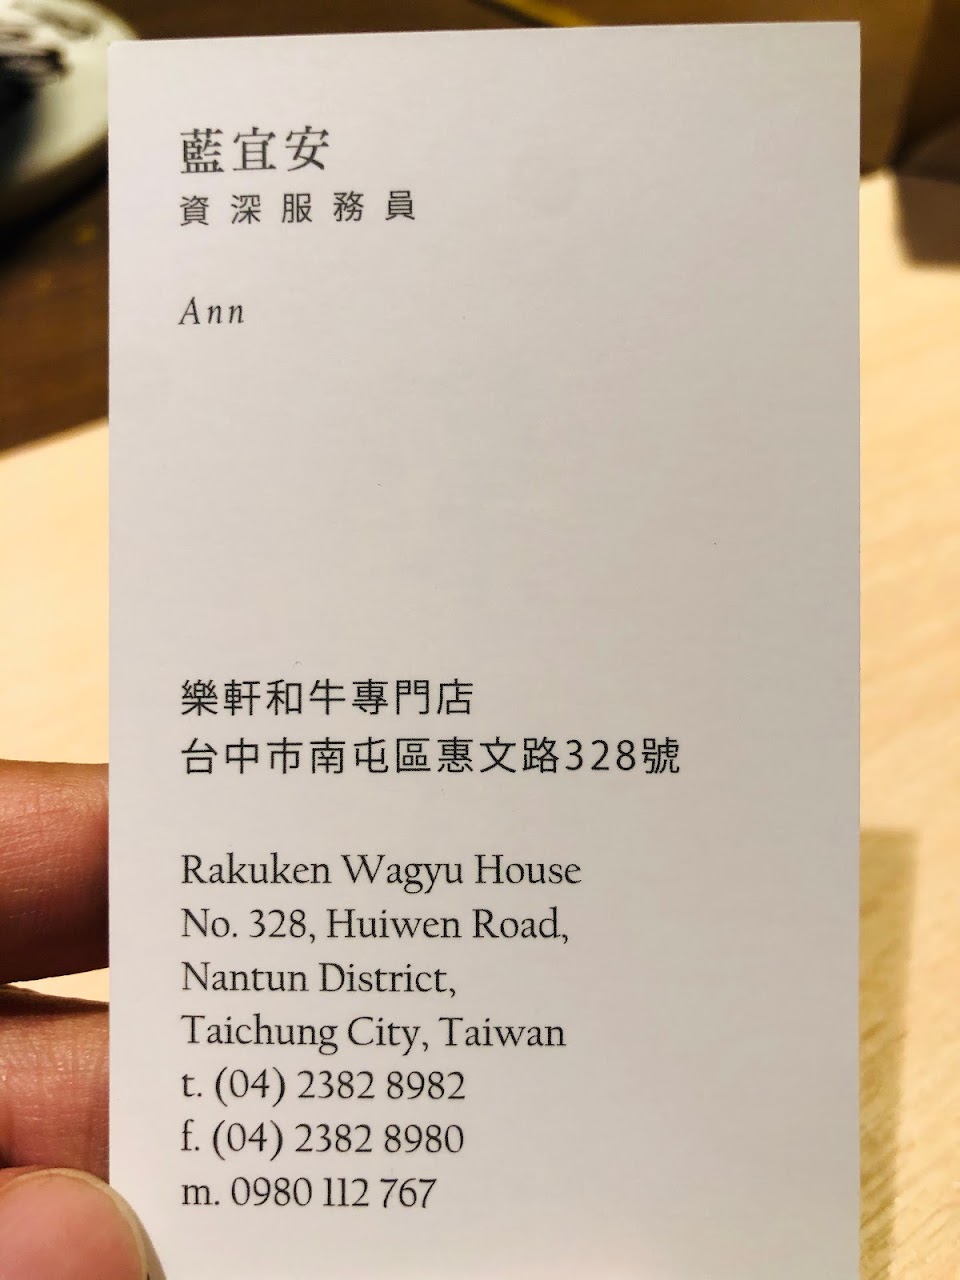 藍宜安
資深服務員
Ann
樂軒和牛專門店
台中市南屯區惠文路328號
Rakuken Wagyu House
No. 328, Huiwen Road,
Nantun District,
Taichung City, Taiwan
t. (04) 2382 8982
f. (04) 2382 8980
m. 0980 112 767